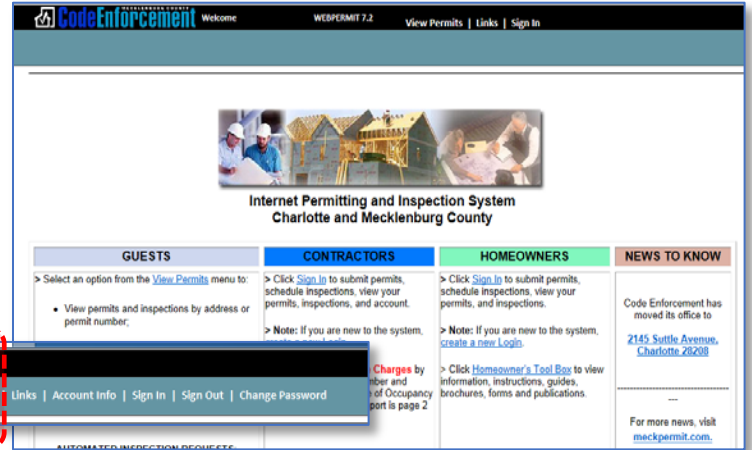 MECKLENBURG COUNTY
CodeEnforcement Welcome WEBPERMIT 7.2 View Permits | Links | Sign In
Internet Permitting and Inspection System
Charlotte and Mecklenburg County
GUESTS
> Select an option from the View Permits menu to:
• View permits and inspections by address or
permit number;
CONTRACTORS
> Click Sign In to submit permits,
schedule inspections, view your
permits, inspections, and account.
> Note: If you are new to the system,
create a new Login.
Charges by
mber and
e of Occupancy
port is page 2
HOMEOWNERS
> Click Sign In to submit permits,
schedule inspections, view your
permits, and inspections.
> Note: If you are new to the system,
create a new Login.
> Click Homeowner's Tool Box to view
information, instructions, guides,
brochures, forms and publications.
NEWS TO KNOW
Code Enforcement has
moved its office to
2145 Suttle Avenue,
Charlotte 28208
---
For more news, visit
meckpermit.com.
Links | Account Info | Sign In | Sign Out | Change Password
AUTOMATED INSPECTION REQUESTS: